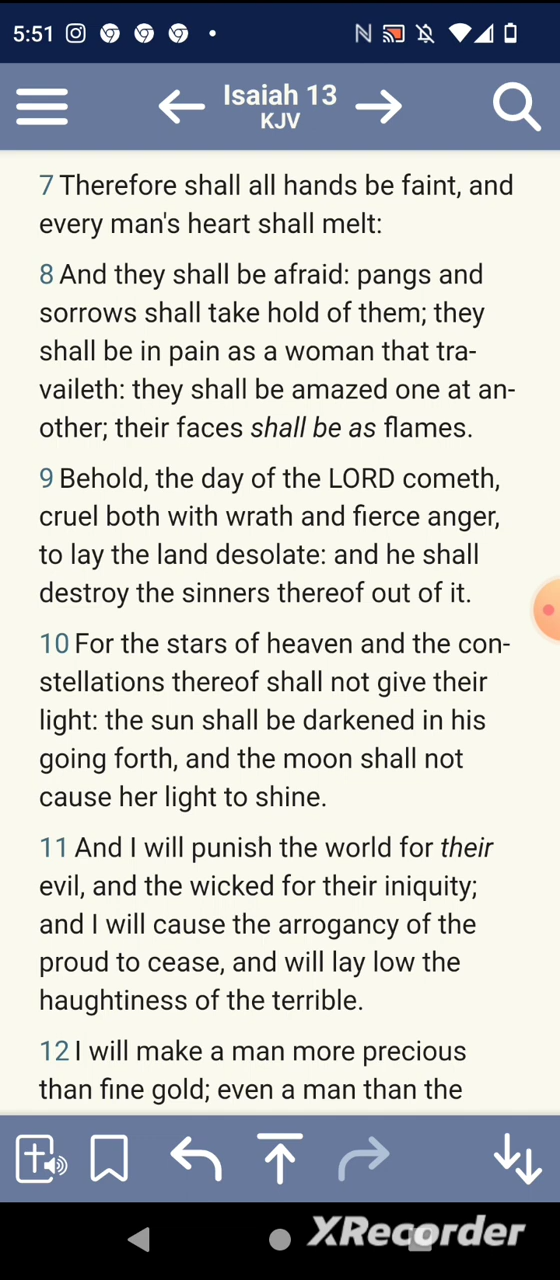 5:51
Isaiah 13
KJV
7 Therefore shall all hands be faint, and
every man's heart shall melt:
8 And they shall be afraid: pangs and
sorrows shall take hold of them; they
shall be in pain as a woman that tra-
vaileth: they shall be amazed one at an-
other; their faces shall be as flames.
9 Behold, the day of the LORD cometh,
cruel both with wrath and fierce anger,
to lay the land desolate: and he shall
destroy the sinners thereof out of it.
10 For the stars of heaven and the con-
stellations thereof shall not give their
light: the sun shall be darkened in his
going forth, and the moon shall not
cause her light to shine.
11 And I will punish the world for their
evil, and the wicked for their iniquity;
and I will cause the arrogancy of the
proud to cease, and will lay low the
haughtiness of the terrible.
12 I will make a man more precious
than fine gold; even a man than the
XRecorder